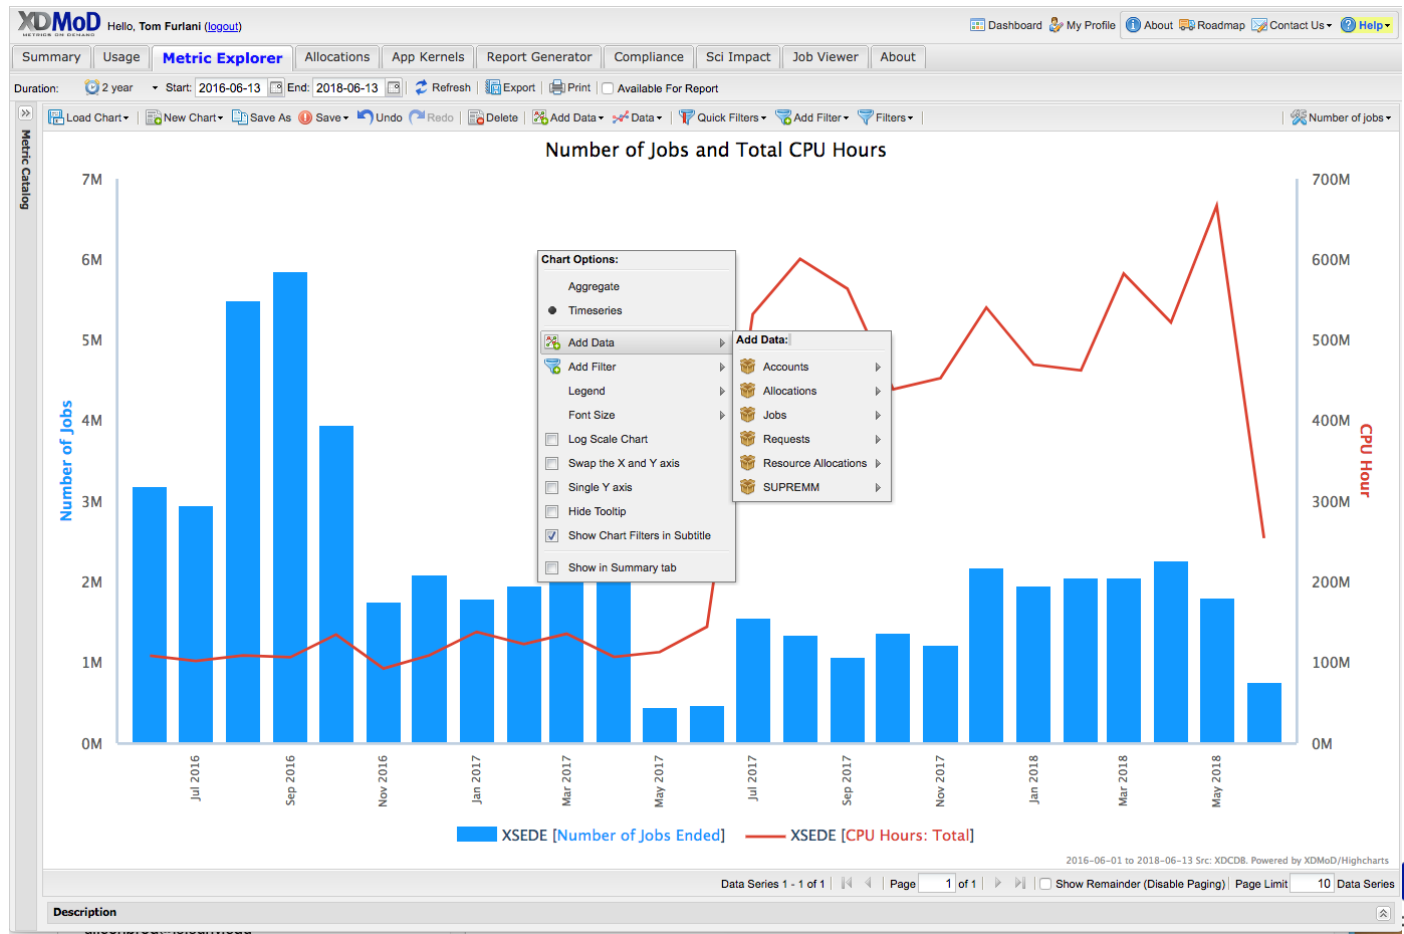 XDMoD Hello, Tom Furlani (logout) Dashboard My Profile About Roadmap Contact Us Help
METRICS ON DEMAND
Summary Usage Metric Explorer Allocations App Kernels Report Generator Compliance Sci Impact Job Viewer About
Duration: 2 year Start: 2016-06-13 End: 2018-06-13 Refresh Export Print Available For Report
Load Chart New Chart Save As Save Undo Redo Delete Add Data Data Quick Filters Add Filter Filters Number of jobs
Metric Catalog
Number of Jobs and Total CPU Hours
7M 700M
6M 600M
5M 500M
4M 400M
3M 300M
2M 200M
1M 100M
0M 0M
Number of Jobs
CPU Hour
Chart Options:
Aggregate
Timeseries
Add Data
Add Filter
Legend
Font Size
Log Scale Chart
Swap the X and Y axis
Single Y axis
Hide Tooltip
Show Chart Filters in Subtitle
Show in Summary tab
Add Data:
Accounts
Allocations
Jobs
Requests
Resource Allocations
SUPREMM
Jul 2016 Sep 2016 Nov 2016 Jan 2017 Mar 2017 May 2017 Jul 2017 Sep 2017 Nov 2017 Jan 2018 Mar 2018 May 2018
XSEDE [Number of Jobs Ended] XSEDE [CPU Hours: Total]
2016-06-01 to 2018-06-13 Src: XDCDB. Powered by XDMoD/Highcharts
Data Series 1 - 1 of 1 Page 1 of 1 Show Remainder (Disable Paging) Page Limit 10 Data Series
Description